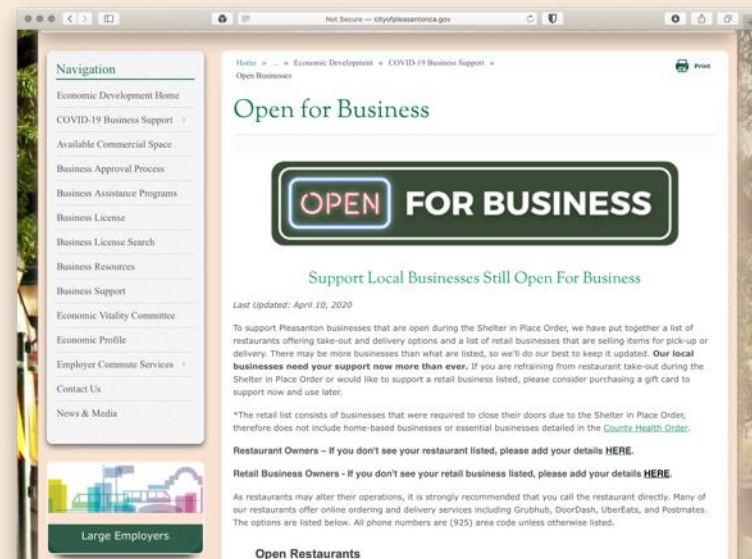 Not Secure — cityofpleasantonca.gov
Navigation
Economic Development Home
COVID-19 Business Support
Available Commercial Space
Business Approval Process
Business Assistance Programs
Business License
Business License Search
Business Resources
Business Support
Economic Vitality Committee
Economic Profile
Employer Commute Services
Contact Us
News & Media
Large Employers
Home » ... » Economic Development » COVID-19 Business Support »
Open Businesses
Print
Open for Business
OPEN FOR BUSINESS
Support Local Businesses Still Open For Business
Last Updated: April 10, 2020
To support Pleasanton businesses that are open during the Shelter in Place Order, we have put together a list of
restaurants offering take-out and delivery options and a list of retail businesses that are selling items for pick-up or
delivery. There may be more businesses than what are listed, so we'll do our best to keep it updated. Our local
businesses need your support now more than ever. If you are refraining from restaurant take-out during the
Shelter in Place Order or would like to support a retail business listed, please consider purchasing a gift card to
support now and use later.
*The retail list consists of businesses that were required to close their doors due to the Shelter in Place Order,
therefore does not include home-based businesses or essential businesses detailed in the County Health Order.
Restaurant Owners – If you don't see your restaurant listed, please add your details HERE.
Retail Business Owners - If you don't see your retail business listed, please add your details HERE.
As restaurants may alter their operations, it is strongly recommended that you call the restaurant directly. Many of
our restaurants offer online ordering and delivery services including Grubhub, DoorDash, UberEats, and Postmates.
The options are listed below. All phone numbers are (925) area code unless otherwise listed.
Open Restaurants